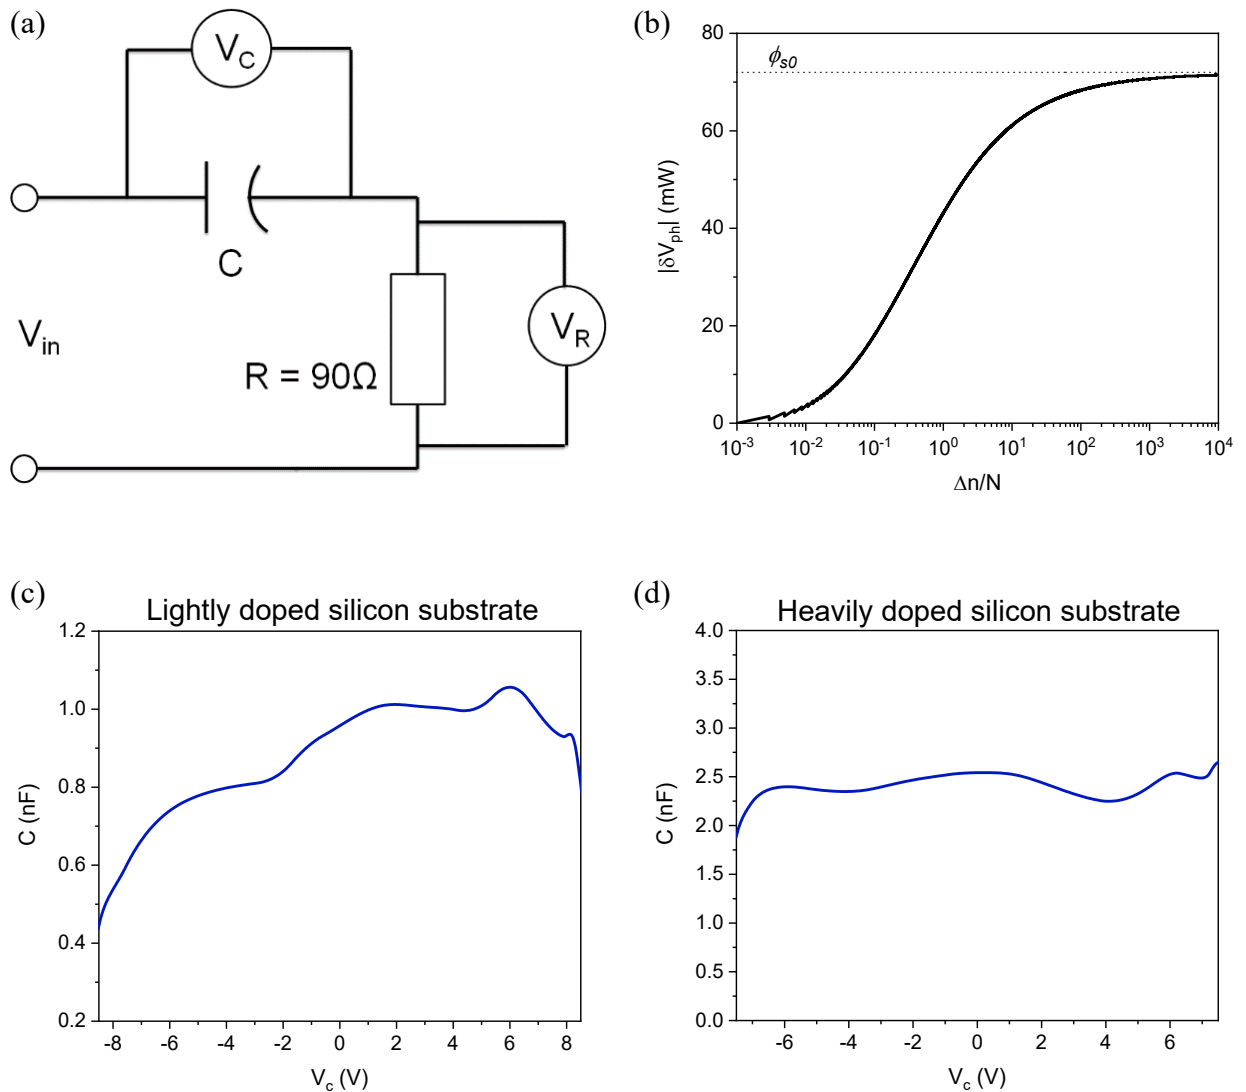 (a)
V_C
C
V_in
V_R
R = 90Ω
(b)
80
ϕ_s0
60
|δV_ph| (mW)
40
20
0
10^-3 10^-2 10^-1 10^0 10^1 10^2 10^3 10^4
Δn/N
(c)
Lightly doped silicon substrate
1.2
1.0
C (nF)
0.8
0.6
0.4
0.2
-8 -6 -4 -2 0 2 4 6 8
V_c (V)
(d)
Heavily doped silicon substrate
4.0
3.5
3.0
C (nF)
2.5
2.0
1.5
1.0
0.5
0.0
-6 -4 -2 0 2 4 6
V_c (V)